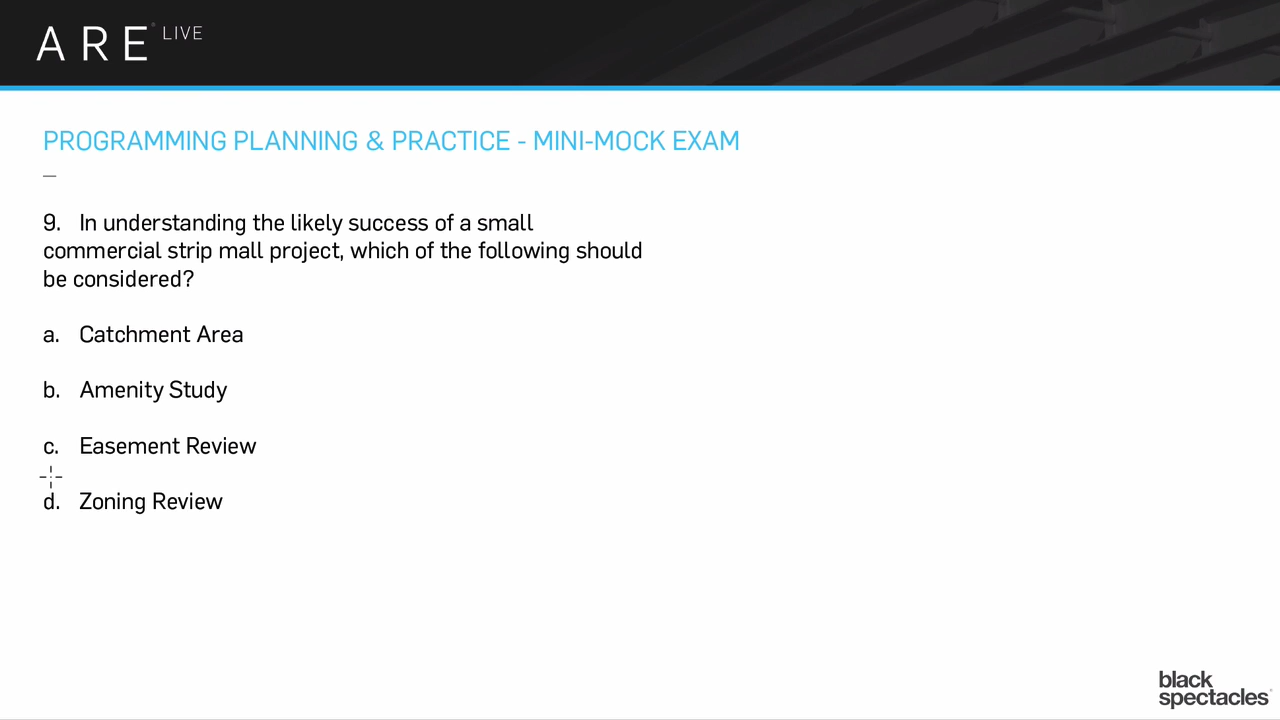 ARE LIVE
PROGRAMMING PLANNING & PRACTICE - MINI-MOCK EXAM
9. In understanding the likely success of a small
commercial strip mall project, which of the following should
be considered?
a. Catchment Area
b. Amenity Study
c. Easement Review
d. Zoning Review
black
spectacles